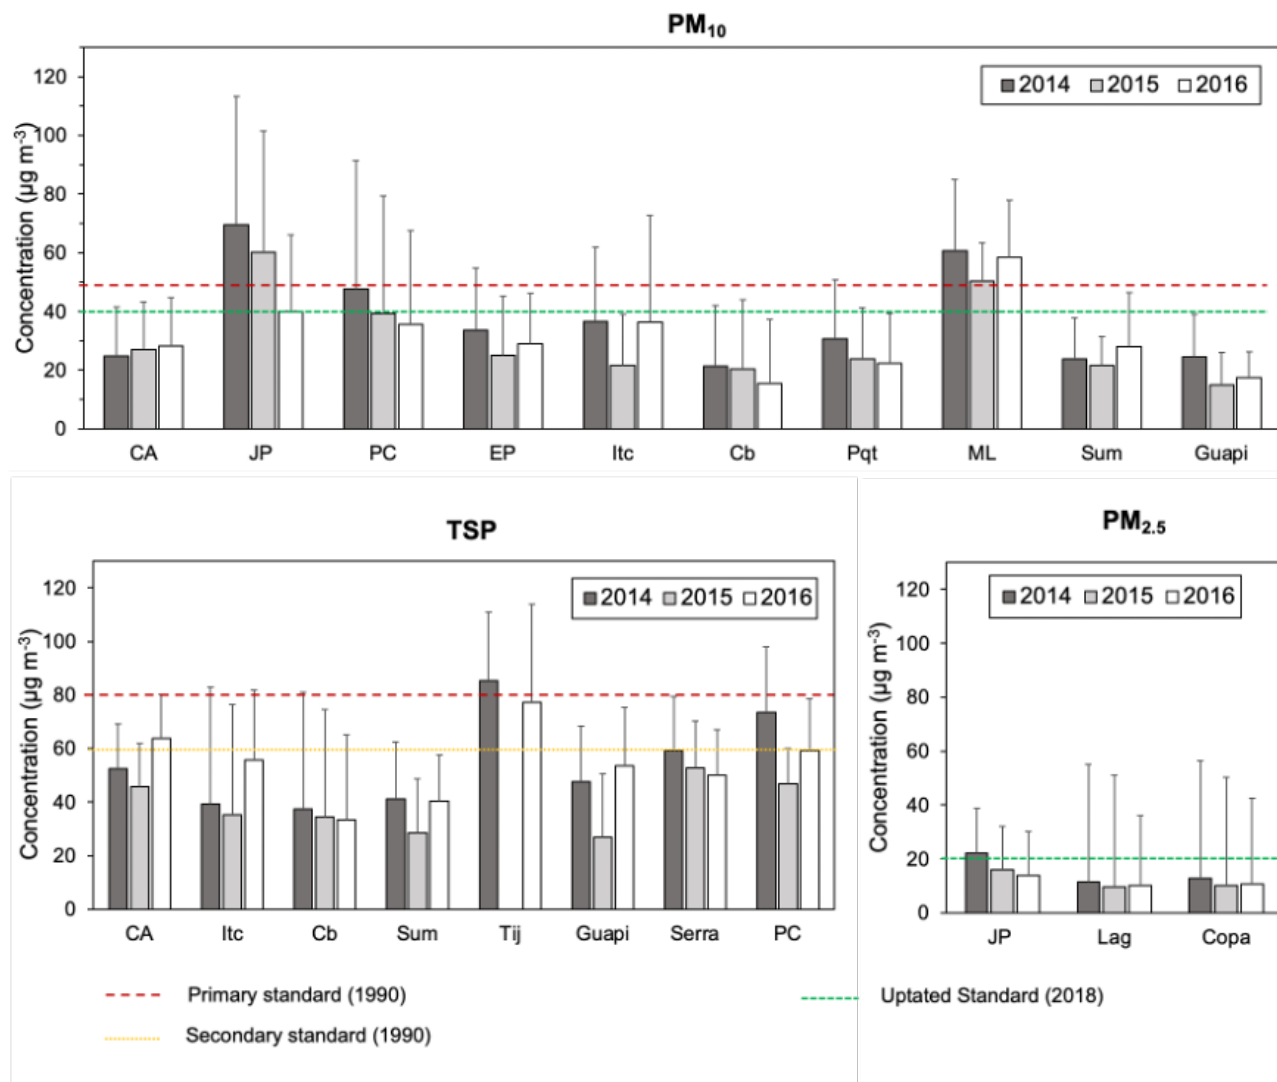 PM₁₀
Concentration (µg m⁻³)
120
100
80
60
40
20
0
2014 2015 2016
CA JP PC EP Itc Cb Pqt ML Sum Guapi
TSP
Concentration (µg m⁻³)
120
100
80
60
40
20
0
2014 2015 2016
CA Itc Cb Sum Tij Guapi Serra PC
PM₂.₅
Concentration (µg m⁻³)
120
100
80
60
40
20
0
2014 2015 2016
JP Lag Copa
Primary standard (1990)
Secondary standard (1990)
Uptated Standard (2018)